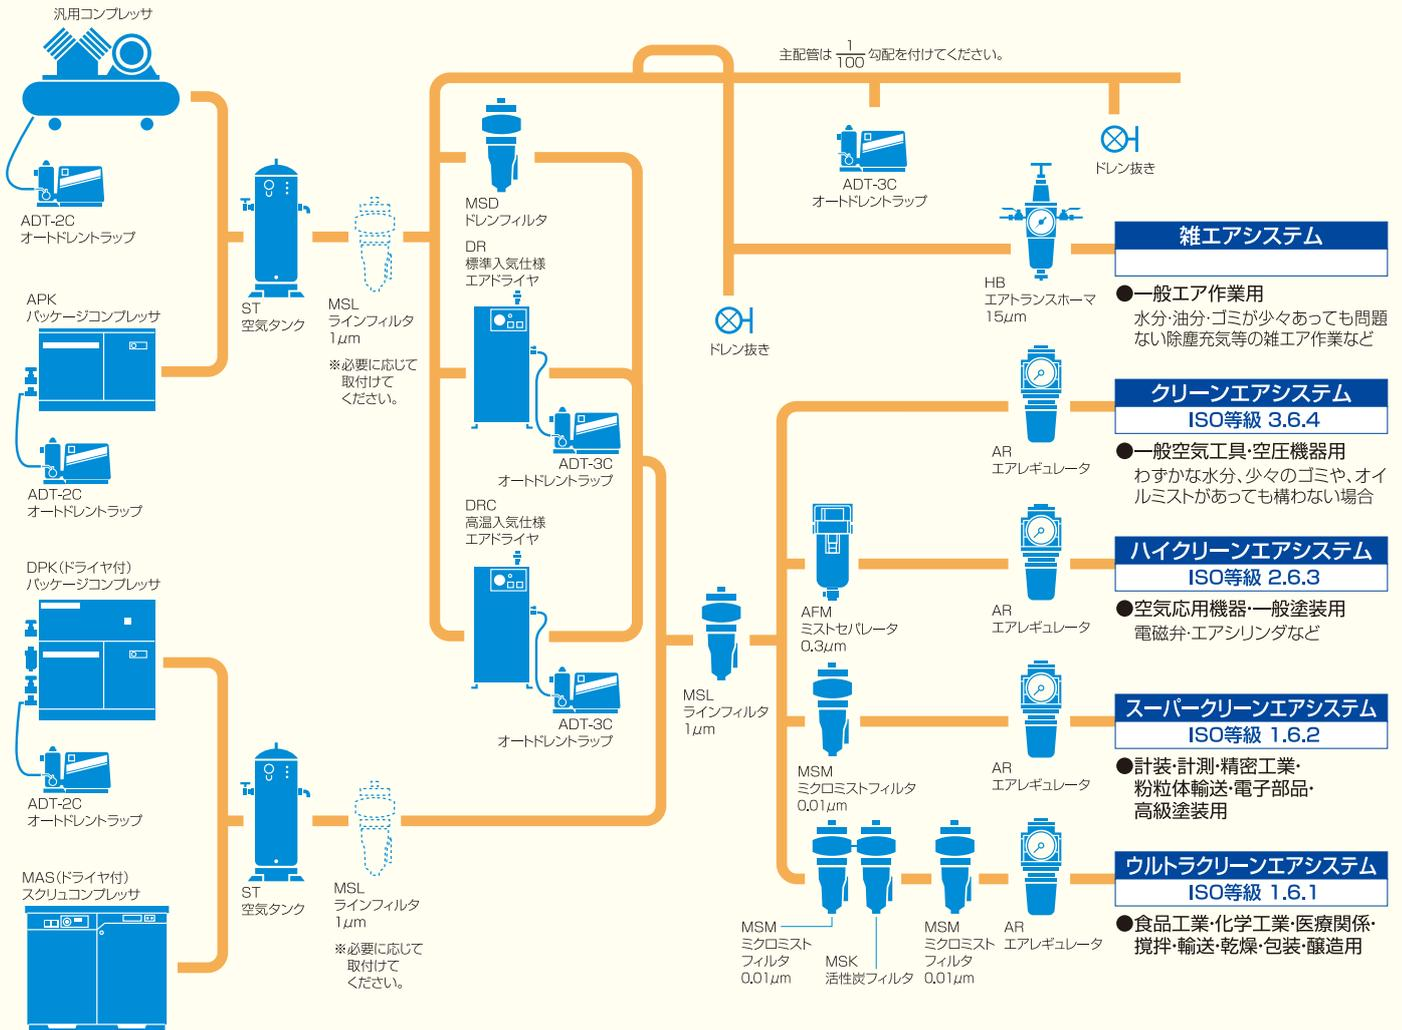 汎用コンプレッサ
ADT-2C
オートドレントラップ
APK
パッケージコンプレッサ
ADT-2C
オートドレントラップ
DPK(ドライヤ付)
パッケージコンプレッサ
ADT-2C
オートドレントラップ
MAS(ドライヤ付)
スクリュコンプレッサ
ST
空気タンク
MSL
ラインフィルタ
1μm
※必要に応じて
取付けて
ください。
ST
空気タンク
MSL
ラインフィルタ
1μm
※必要に応じて
取付けて
ください。
MSD
ドレンフィルタ
DR
標準入気仕様
エアドライヤ
ADT-3C
オートドレントラップ
DRC
高温入気仕様
エアドライヤ
ADT-3C
オートドレントラップ
主配管は 1/100 勾配を付けてください。
ADT-3C
オートドレントラップ
ドレン抜き
ドレン抜き
HB
エアトランスホーマ
15μm
雑エアシステム
●一般エア作業用
水分・油分・ゴミが少々あっても問題
ない除塵充気等の雑エア作業など
AR
エアレギュレータ
クリーンエアシステム
ISO等級 3.6.4
●一般空気工具・空圧機器用
わずかな水分、少々のゴミや、オイ
ルミストがあっても構わない場合
MSL
ラインフィルタ
1μm
AFM
ミストセパレータ
0.3μm
AR
エアレギュレータ
ハイクリーンエアシステム
ISO等級 2.6.3
●空気応用機器・一般塗装用
電磁弁・エアシリンダなど
MSM
ミクロミストフィルタ
0.01μm
AR
エアレギュレータ
スーパークリーンエアシステム
ISO等級 1.6.2
●計装・計測・精密工業・
粉粒体輸送・電子部品・
高級塗装用
MSM
ミクロミスト
フィルタ
0.01μm
MSK
活性炭フィルタ
MSM
ミクロミスト
フィルタ
0.01μm
AR
エアレギュレータ
ウルトラクリーンエアシステム
ISO等級 1.6.1
●食品工業・化学工業・医療関係・
撹拌・輸送・乾燥・包装・醸造用